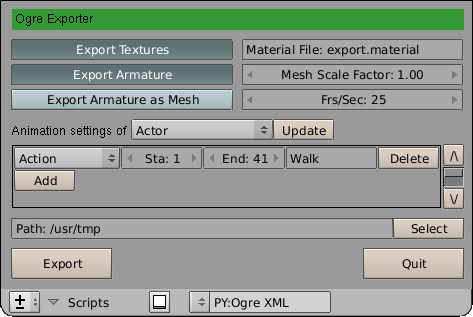 Ogre Exporter
Export Textures Material File: export.material
Export Armature Mesh Scale Factor: 1.00
Export Armature as Mesh Frs/Sec: 25
Animation settings of Actor Update
Action Sta: 1 End: 41 Walk Delete
Add
Path: /usr/tmp Select
Export Quit
Scripts PY:Ogre XML